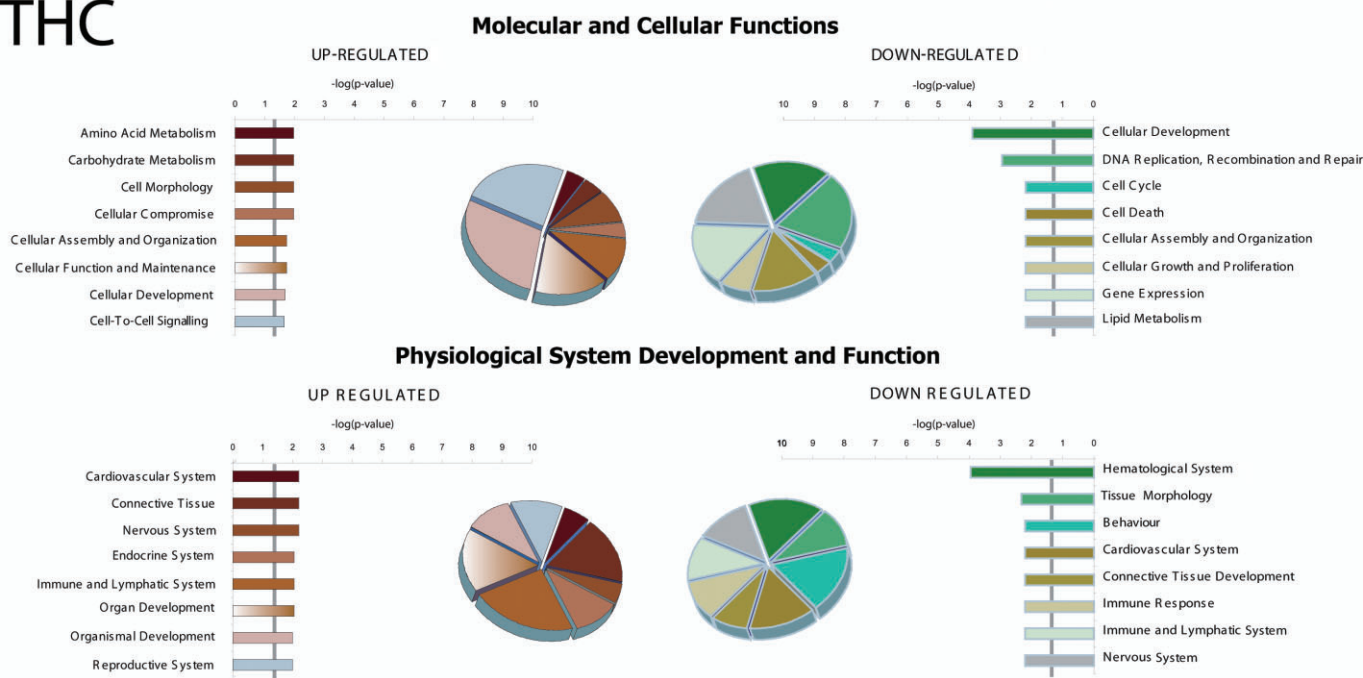 THC
Molecular and Cellular Functions
UP-REGULATED
-log(p-value)
0 1 2 3 4 5 6 7 8 9 10
Amino Acid Metabolism
Carbohydrate Metabolism
Cell Morphology
Cellular Compromise
Cellular Assembly and Organization
Cellular Function and Maintenance
Cellular Development
Cell-To-Cell Signalling
DOWN-REGULATED
-log(p-value)
10 9 8 7 6 5 4 3 2 1 0
Cellular Development
DNA Replication, Recombination and Repair
Cell Cycle
Cell Death
Cellular Assembly and Organization
Cellular Growth and Proliferation
Gene Expression
Lipid Metabolism
Physiological System Development and Function
UP REGULATED
-log(p-value)
0 1 2 3 4 5 6 7 8 9 10
Cardiovascular System
Connective Tissue
Nervous System
Endocrine System
Immune and Lymphatic System
Organ Development
Organismal Development
Reproductive System
DOWN REGULATED
-log(p-value)
10 9 8 7 6 5 4 3 2 1 0
Hematological System
Tissue Morphology
Behaviour
Cardiovascular System
Connective Tissue Development
Immune Response
Immune and Lymphatic System
Nervous System